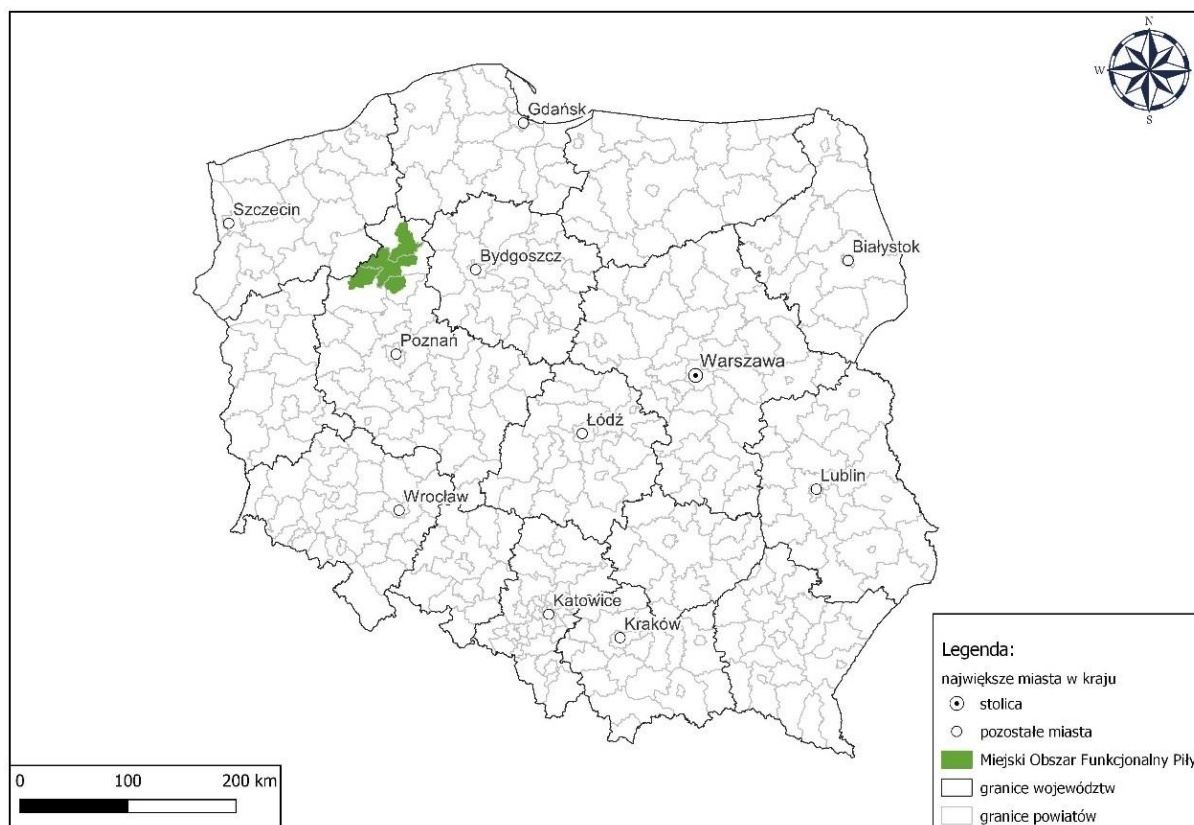 N
W
S
Gdańsk
Szczecin
Bydgoszcz
Białystok
Poznań
Warszawa
Łódź
Lublin
Wrocław
Katowice
Kraków
Legenda:
największe miasta w kraju
stolica
pozostałe miasta
Miejski Obszar Funkcjonalny Piły
granice województw
granice powiatów
0 100 200 km